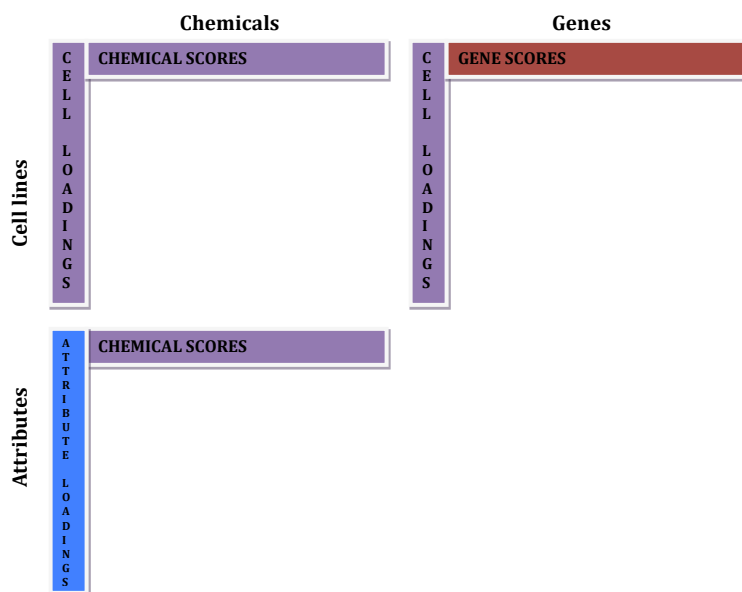 Chemicals
Genes
CELL LOADINGS
CHEMICAL SCORES
CELL LOADINGS
GENE SCORES
Cell lines
ATTRIBUTE LOADINGS
CHEMICAL SCORES
Attributes